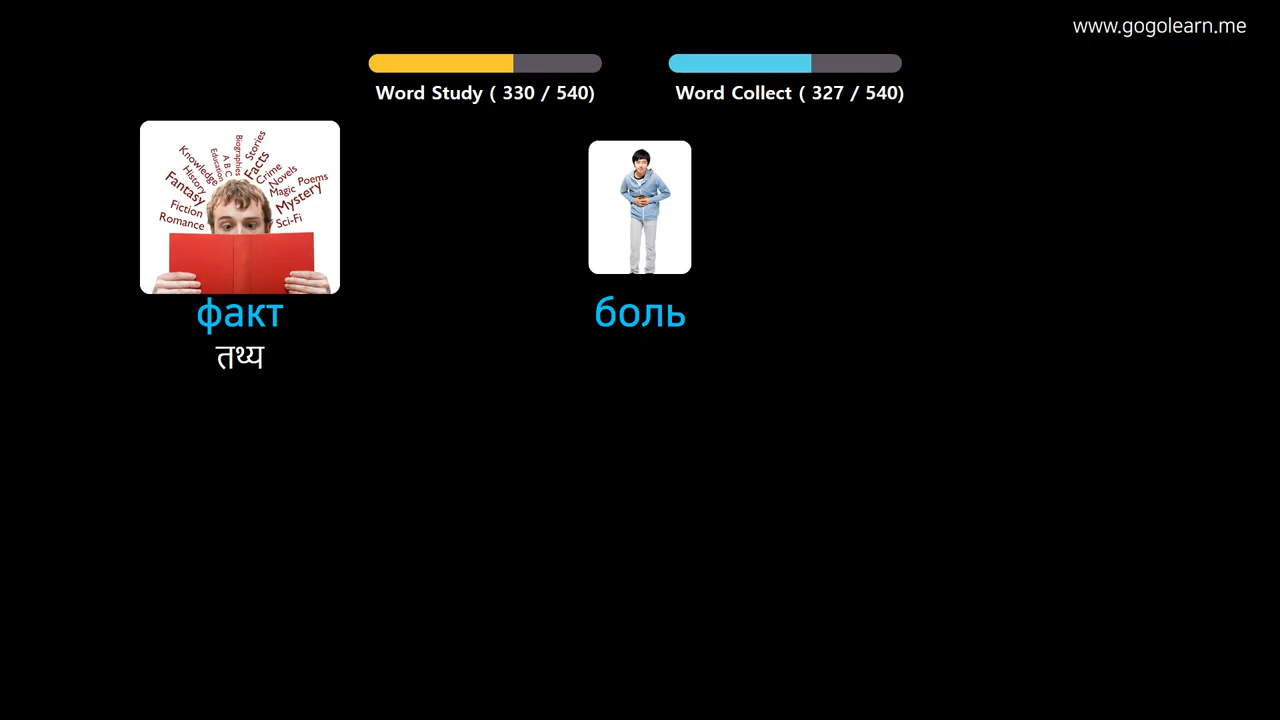 www.gogolearn.me
Word Study ( 330 / 540)
Word Collect ( 327 / 540)
Stories
Biographies
Facts
A B C
Education
Knowledge
Crime
History
Novels
Poems
Fantasy
Magic
Mystery
Fiction
Romance
Sci-Fi
факт
боль
तथ्य